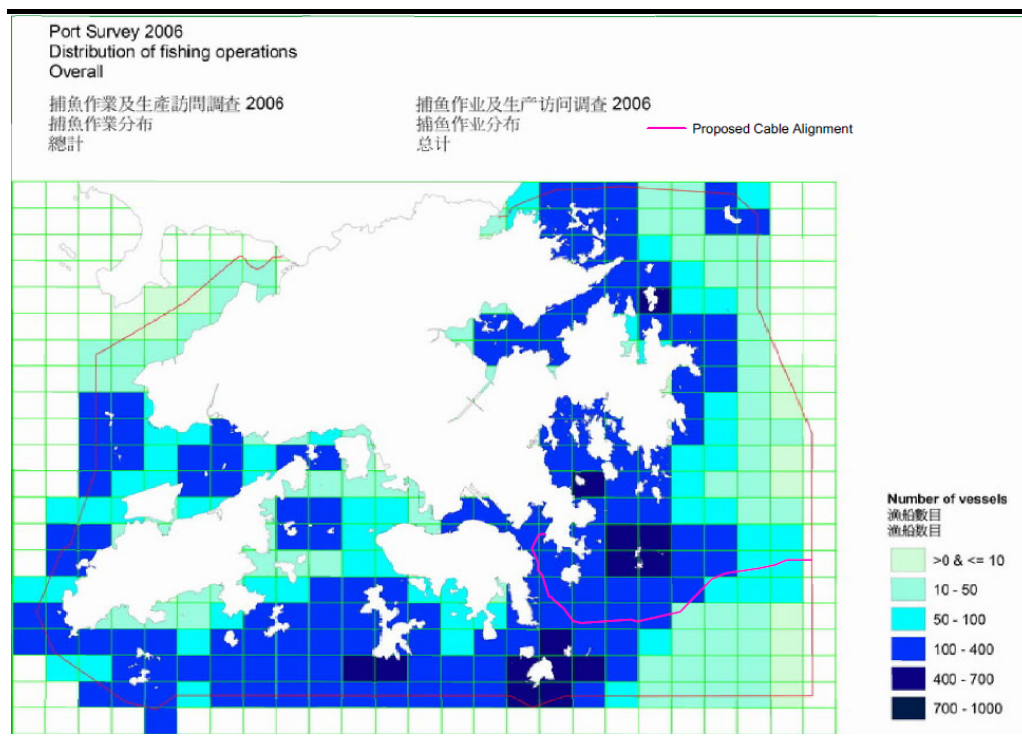 Port Survey 2006
Distribution of fishing operations
Overall
捕魚作業及生產訪問調查 2006
捕魚作業分布
總計
捕鱼作业及生产访问调查 2006
捕鱼作业分布
总计
Proposed Cable Alignment
Number of vessels
漁船數目
渔船数目
>0 & <= 10
10 - 50
50 - 100
100 - 400
400 - 700
700 - 1000